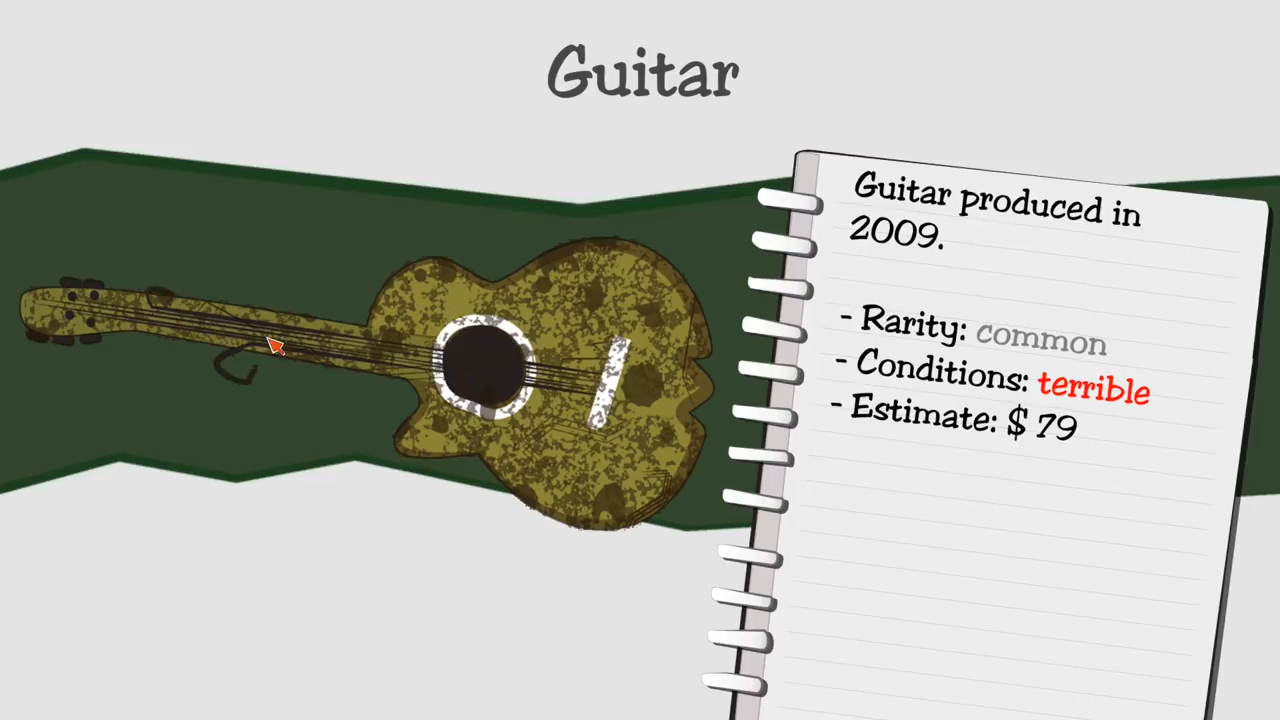 Guitar
Guitar produced in
2009.
- Rarity: common
- Conditions: terrible
- Estimate: $ 79